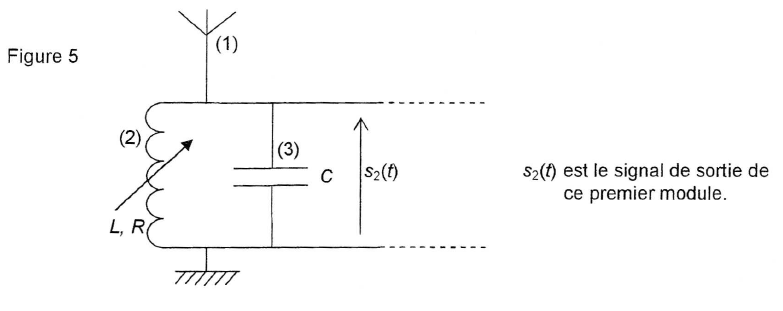 (1)
Figure 5
(2)
(3)
C
s₂(t)
s₂(t) est le signal de sortie de
ce premier module.
L, R